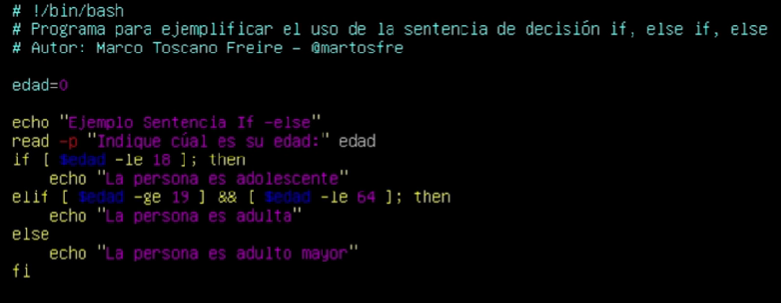 # !/bin/bash
# Programa para ejemplificar el uso de la sentencia de decisión if, else if, else
# Autor: Marco Toscano Freire - @martosfre
edad=0
echo "Ejemplo Sentencia If -else"
read -p "Indique cúal es su edad:" edad
if [ $edad -le 18 ]; then
echo "La persona es adolescente"
elif [ $edad -ge 19 ] && [ $edad -le 64 ]; then
echo "La persona es adulta"
else
echo "La persona es adulto mayor"
fi